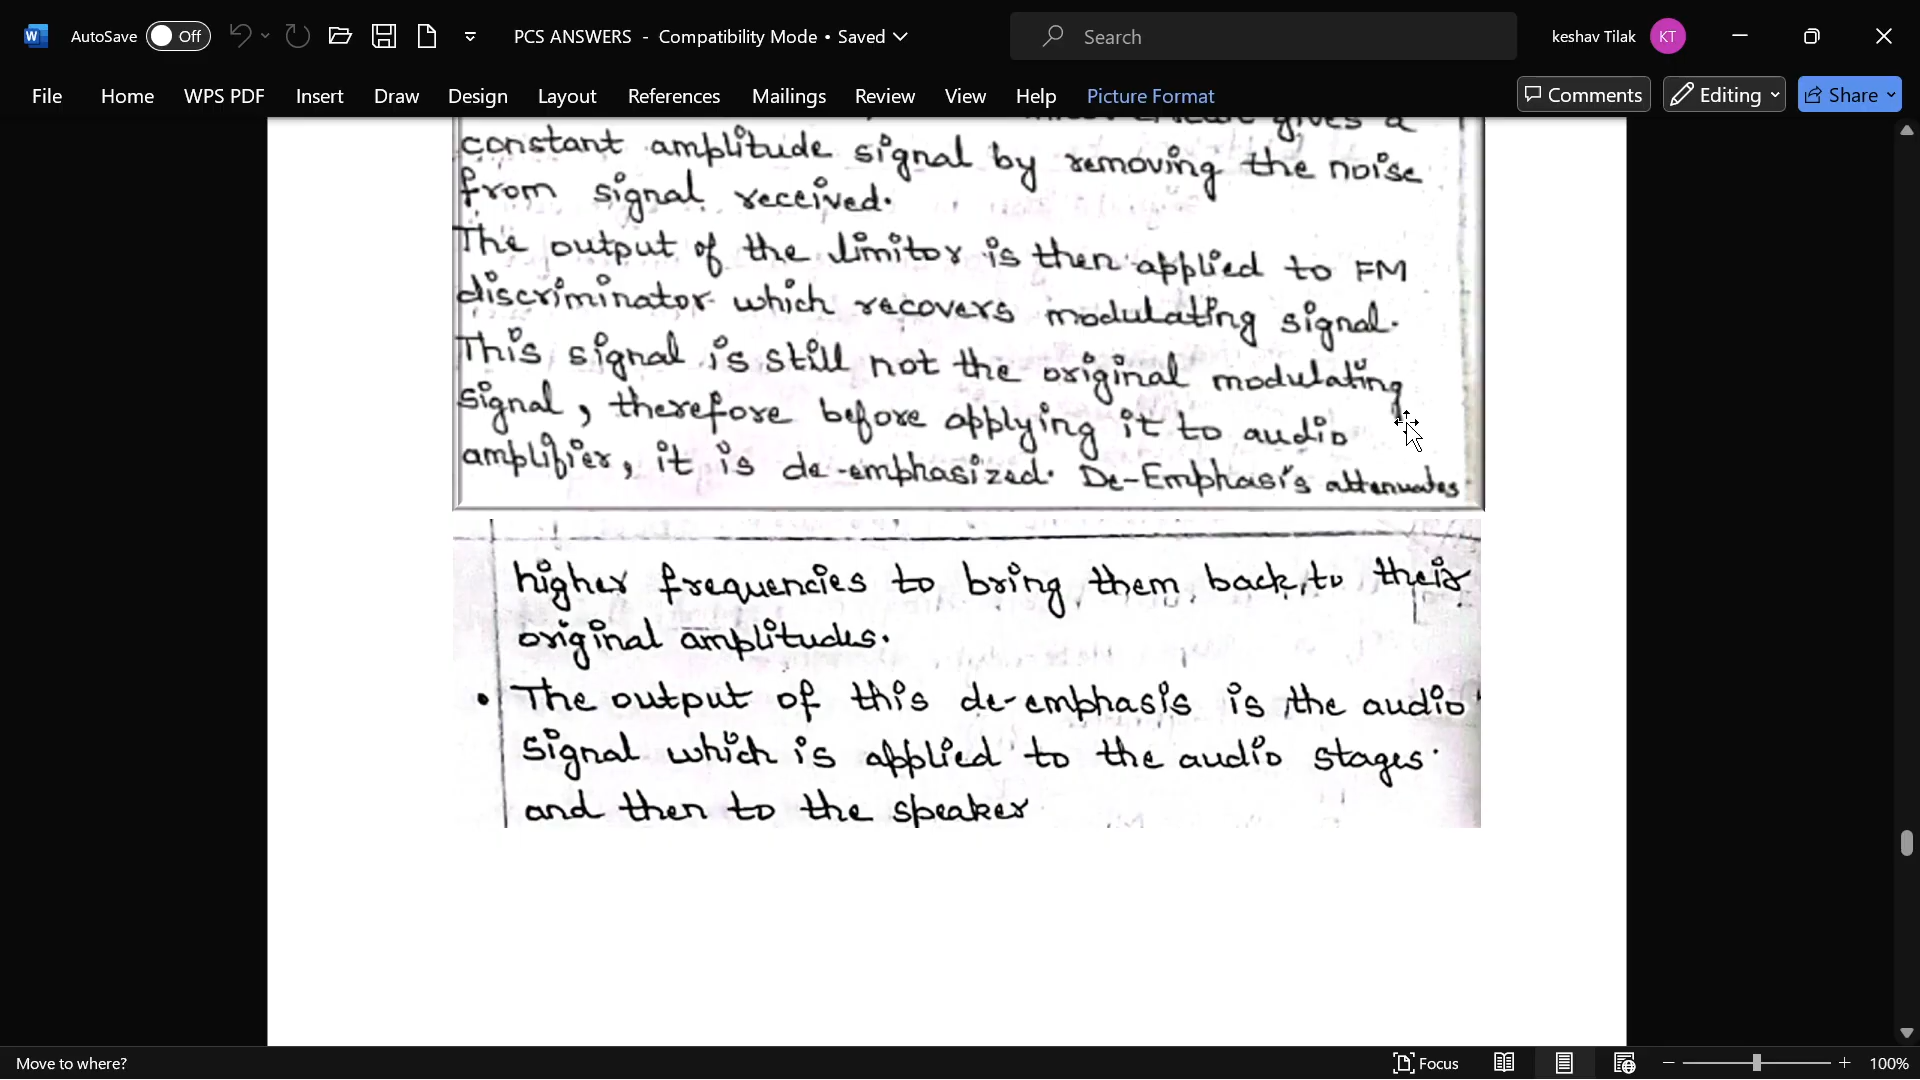 AutoSave Off PCS ANSWERS - Compatibility Mode • Saved Search keshav Tilak KT
File Home WPS PDF Insert Draw Design Layout References Mailings Review View Help Picture Format Comments Editing Share
gives a
constant amplitude signal by removing the noise
from signal received.
The output of the limitor is then applied to FM
discriminator which recovers modulating signal.
This signal is still not the original modulating
signal, therefore before applying it to audio
amplifier, it is de-emphasized. De-Emphasis attenuates
higher frequencies to bring them back to their
original amplitudes.
• The output of this de-emphasis is the audio
signal which is applied to the audio stages
and then to the speaker
Move to where? Focus 100%